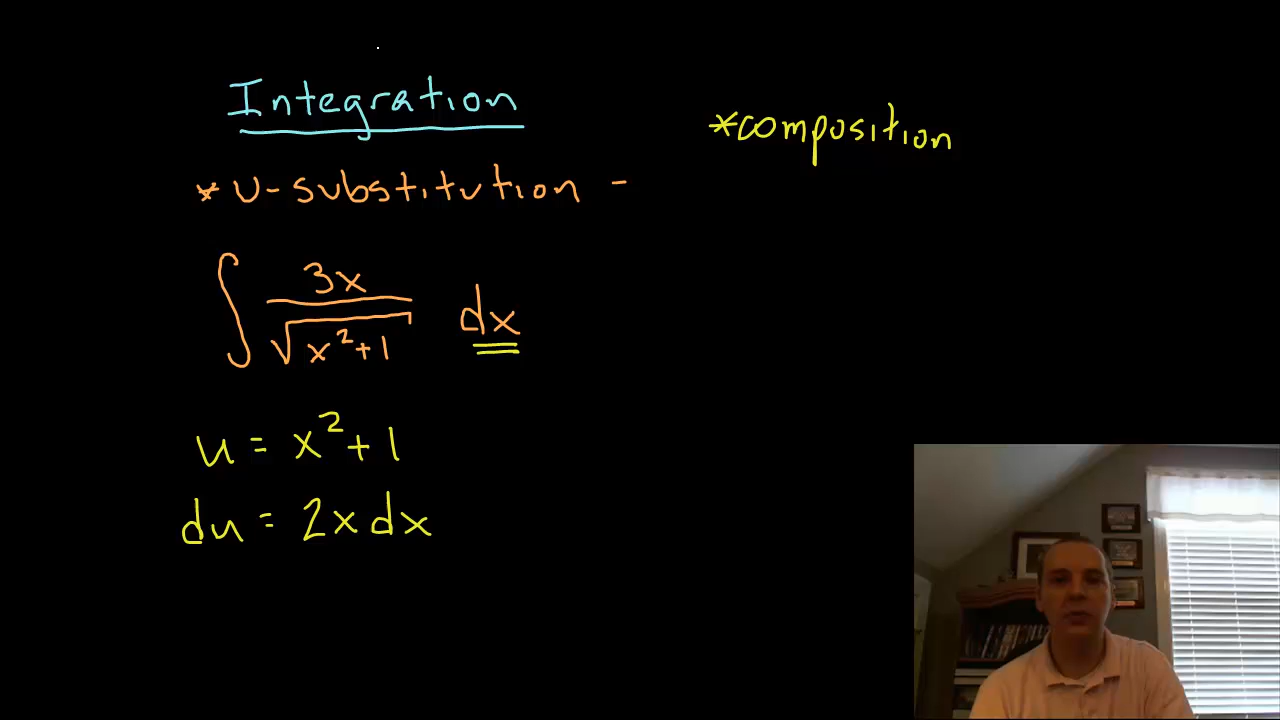 Integration
*composition
*u-substitution -
∫ 3x / √(x²+1) dx
u = x²+1
du = 2x dx